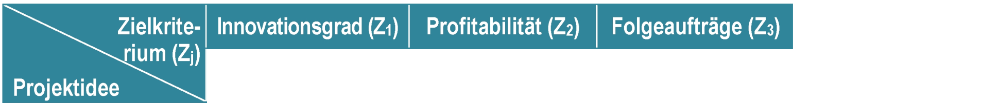 Zielkrite-
rium (Zj)
Projektidee
Innovationsgrad (Z1)
Profitabilität (Z2)
Folgeaufträge (Z3)